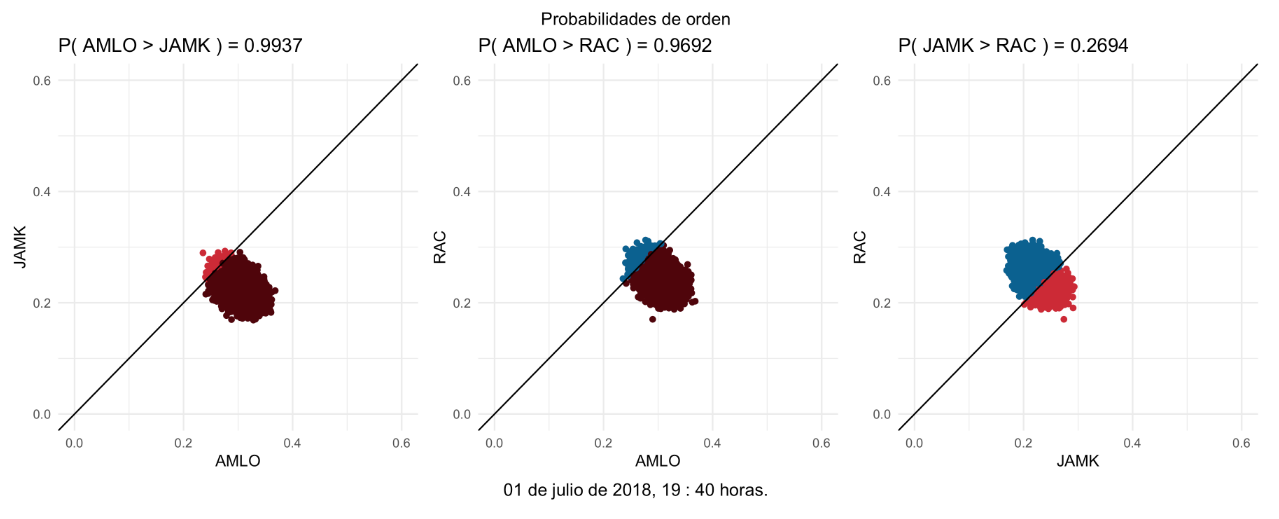 Probabilidades de orden
P( AMLO > JAMK ) = 0.9937
0.6
0.4
0.2
0.0
JAMK
0.0 0.2 0.4 0.6
AMLO
P( AMLO > RAC ) = 0.9692
0.6
0.4
0.2
0.0
RAC
0.0 0.2 0.4 0.6
AMLO
P( JAMK > RAC ) = 0.2694
0.6
0.4
0.2
0.0
RAC
0.0 0.2 0.4 0.6
JAMK
01 de julio de 2018, 19 : 40 horas.